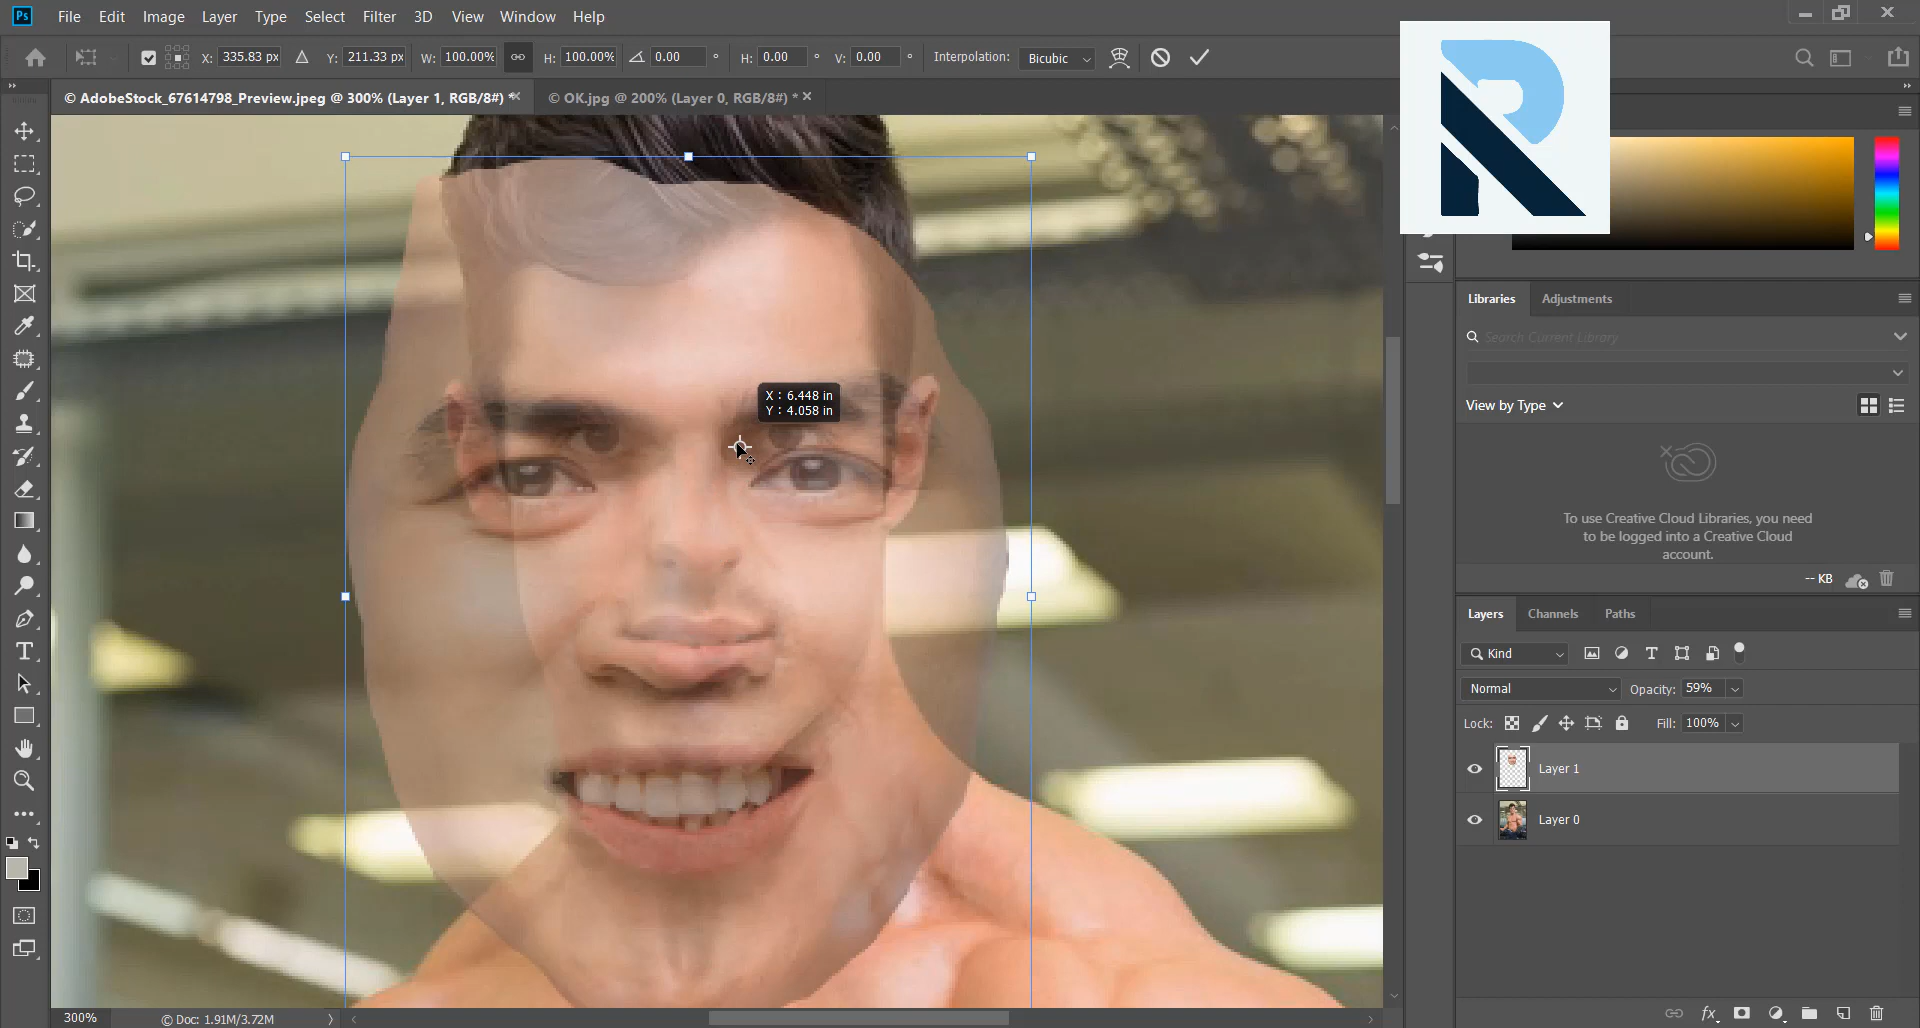 Ps File Edit Image Layer Type Select Filter 3D View Window Help
X: 335.83 px Y: 211.33 px W: 100.00% H: 100.00% 0.00 ° H: 0.00 ° V: 0.00 ° Interpolation: Bicubic
© AdobeStock_67614798_Preview.jpeg @ 300% (Layer 1, RGB/8#) * × © OK.jpg @ 200% (Layer 0, RGB/8#) * ×
Libraries Adjustments
Search Current Library
X : 6.448 in
Y : 4.058 in
View by Type
To use Creative Cloud Libraries, you need
to be logged into a Creative Cloud
account.
-- KB
Layers Channels Paths
Kind
Normal Opacity: 59%
Lock: Fill: 100%
Layer 1
Layer 0
300% © Doc: 1.91M/3.72M
fx